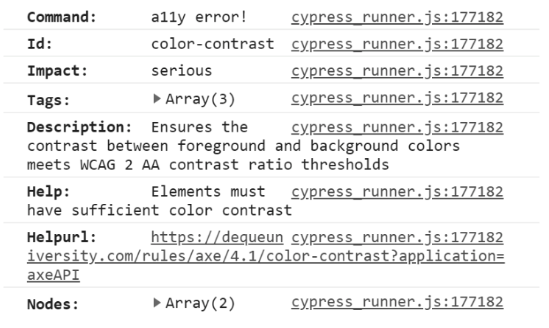 Command: a11y error! cypress_runner.js:177182
Id: color-contrast cypress_runner.js:177182
Impact: serious cypress_runner.js:177182
Tags: ▶Array(3) cypress_runner.js:177182
Description: Ensures the cypress_runner.js:177182
contrast between foreground and background colors
meets WCAG 2 AA contrast ratio thresholds
Help: Elements must cypress_runner.js:177182
have sufficient color contrast
Helpurl: https://dequeun cypress_runner.js:177182
iversity.com/rules/axe/4.1/color-contrast?application=
axeAPI
Nodes: ▶Array(2) cypress_runner.js:177182